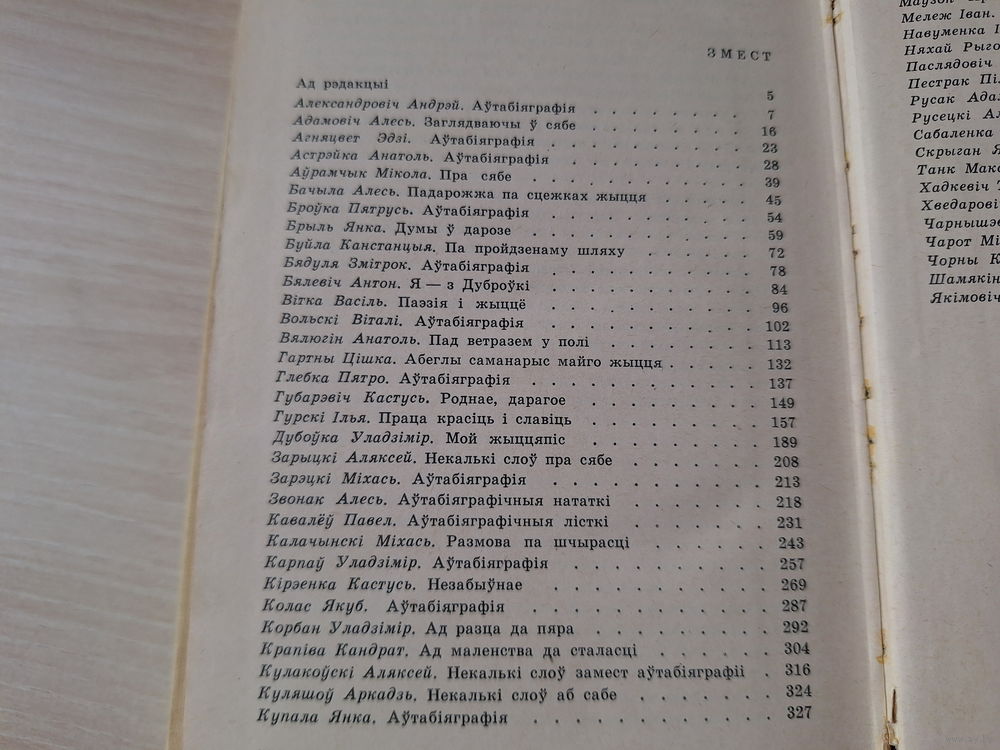 ЗМЕСТ
Ад рэдакцыі . 5
Александровіч Андрэй. Аўтабіяграфія . . . . . . . . 7
Адамовіч Алесь. Заглядваючы ў сябе . . . . . . . . 16
Агняцвет Эдзі. Аўтабіяграфія . . . . . . . . . . 23
Астрэйка Анатоль. Аўтабіяграфія . . . . . . . . . 28
Аўрамчык Мікола. Пра сябе . . . . . . . . . . 39
Бачыла Алесь. Падарожжа па сцежках жыцця . . . . . 45
Броўка Пятрусь. Аўтабіяграфія . . . . . . . . . . 54
Брыль Янка. Думы ў дарозе . . . . . . . . . . . 59
Буйла Канстанцыя. Па пройдзенаму шляху . . . . . . 72
Бядуля Змітрок. Аўтабіяграфія . . . . . . . . . . 78
Бялевіч Антон. Я — з Дуброўкі . . . . . . . . . . 84
Вітка Васіль. Паэзія і жыццё . . . . . . . . . . 96
Вольскі Віталі. Аўтабіяграфія . . . . . . . . . . 102
Вялюгін Анатоль. Пад ветразем у полі . . . . . . . . 113
Гартны Цішка. Абеглы саманарыс майго жыцця . . . . . 132
Глебка Пятро. Аўтабіяграфія . . . . . . . . . . . 137
Губарэвіч Кастусь. Роднае, дарагое . . . . . . . . 149
Гурскі Ілья. Праца красіць і славіць . . . . . . . . 157
Дубоўка Уладзімір. Мой жыццяпіс . . . . . . . . 189
Зарыцкі Аляксей. Некалькі слоў пра сябе . . . . . . . 208
Зарэцкі Міхась. Аўтабіяграфія . . . . . . . . . . 213
Звонак Алесь. Аўтабіяграфічныя нататкі . . . . . . . 218
Кавалёў Павел. Аўтабіяграфічныя лісткі . . . . . . . 231
Калачынскі Міхась. Размова па шчырасці . . . . . . 243
Карпаў Уладзімір. Аўтабіяграфія . . . . . . . . . 257
Кірэенка Кастусь. Незабыўнае . . . . . . . . . . 269
Колас Якуб. Аўтабіяграфія . . . . . . . . . . . 287
Корбан Уладзімір. Ад разца да пяра . . . . . . . . 292
Крапіва Кандрат. Ад маленства да сталасці . . . . . . 304
Кулакоўскі Аляксей. Некалькі слоў замест аўтабіяграфіі . 316
Куляшоў Аркадзь. Некалькі слоў аб сабе . . . . . . . 324
Купала Янка. Аўтабіяграфія . . . . . . . . . . . 327
Мележ Іван.
Навуменка
Няхай
Паслядовіч
Пестрак
Русак
Русецкі
Сабаленка
Скрыган
Танк
Хадкевіч
Чарот
Чорны